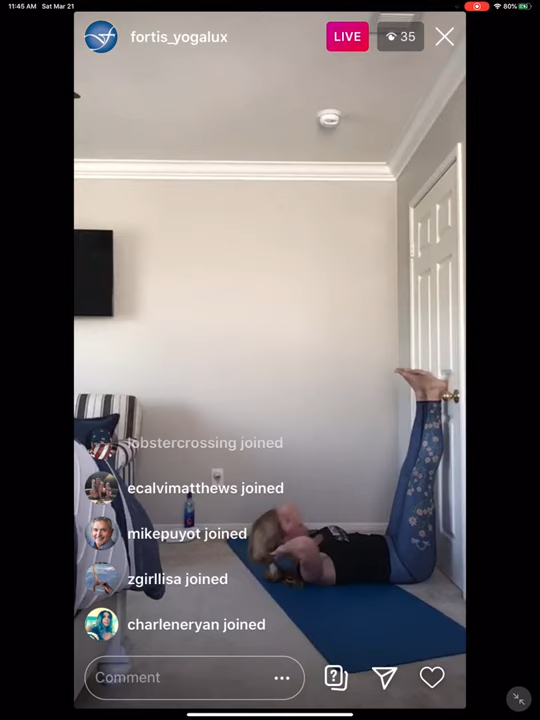 11:45 AM Sat Mar 21
80%
fortis_yogalux
LIVE
35
lobstercrossing joined
ecalvimatthews joined
mikepuyot joined
zgirllisa joined
charleneryan joined
Comment